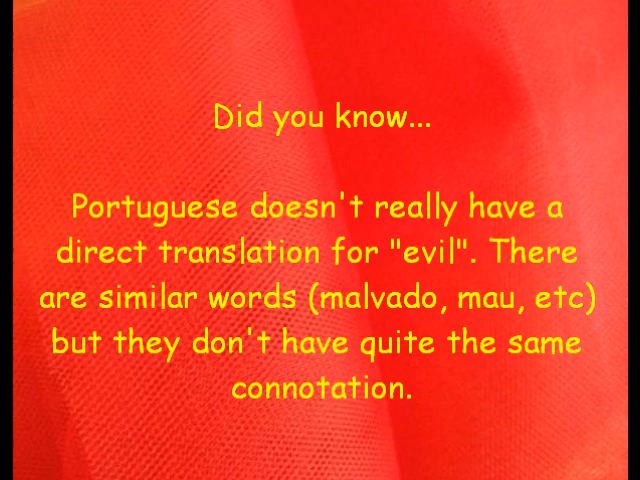 Did you know...
Portuguese doesn't really have a
direct translation for "evil". There
are similar words (malvado, mau, etc)
but they don't have quite the same
connotation.